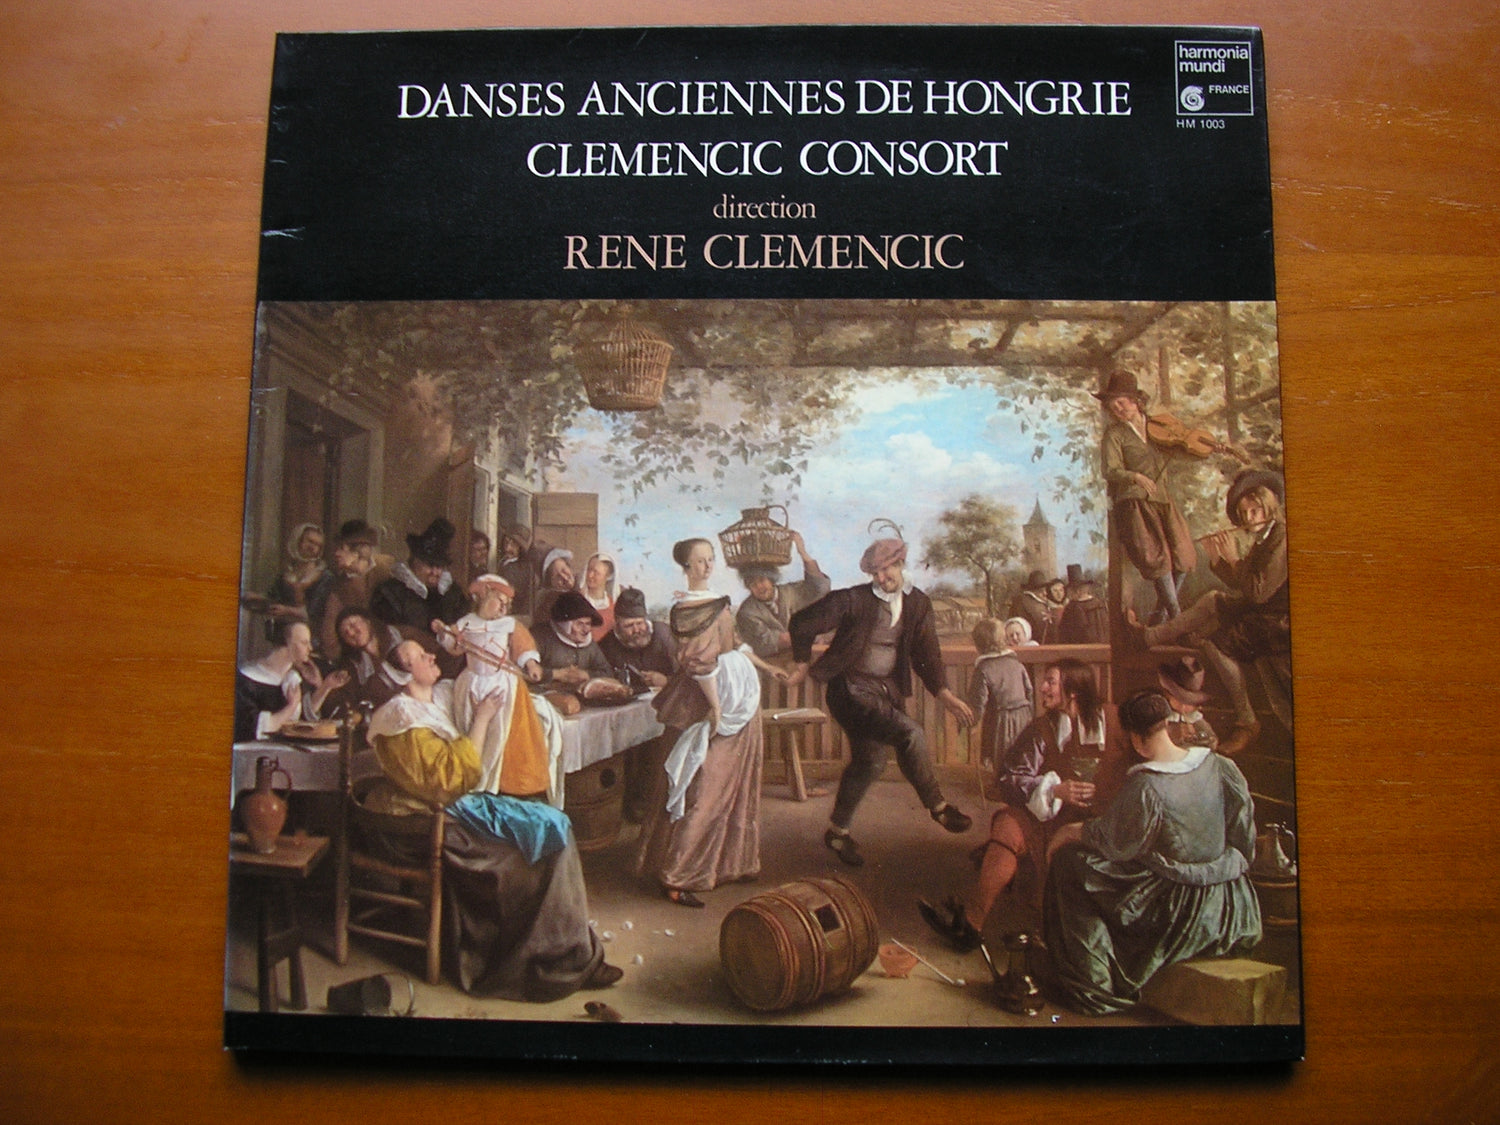 DANSES ANCIENNES DE HONGRIE
CLEMENCIC CONSORT
direction
RENE CLEMENCIC
harmonia
mundi
FRANCE
HM 1003